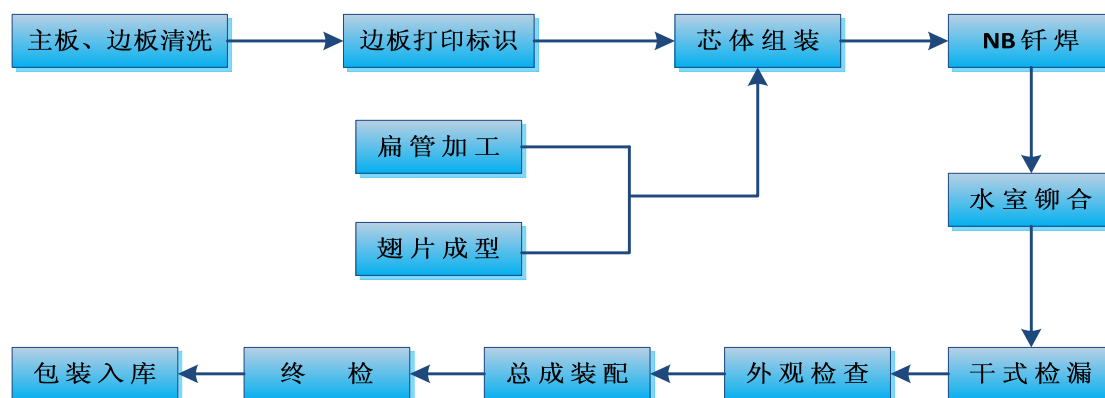 主板、边板清洗
边板打印标识
芯体组装
NB钎焊
扁管加工
水室铆合
翅片成型
包装入库
终检
总成装配
外观检查
干式检漏